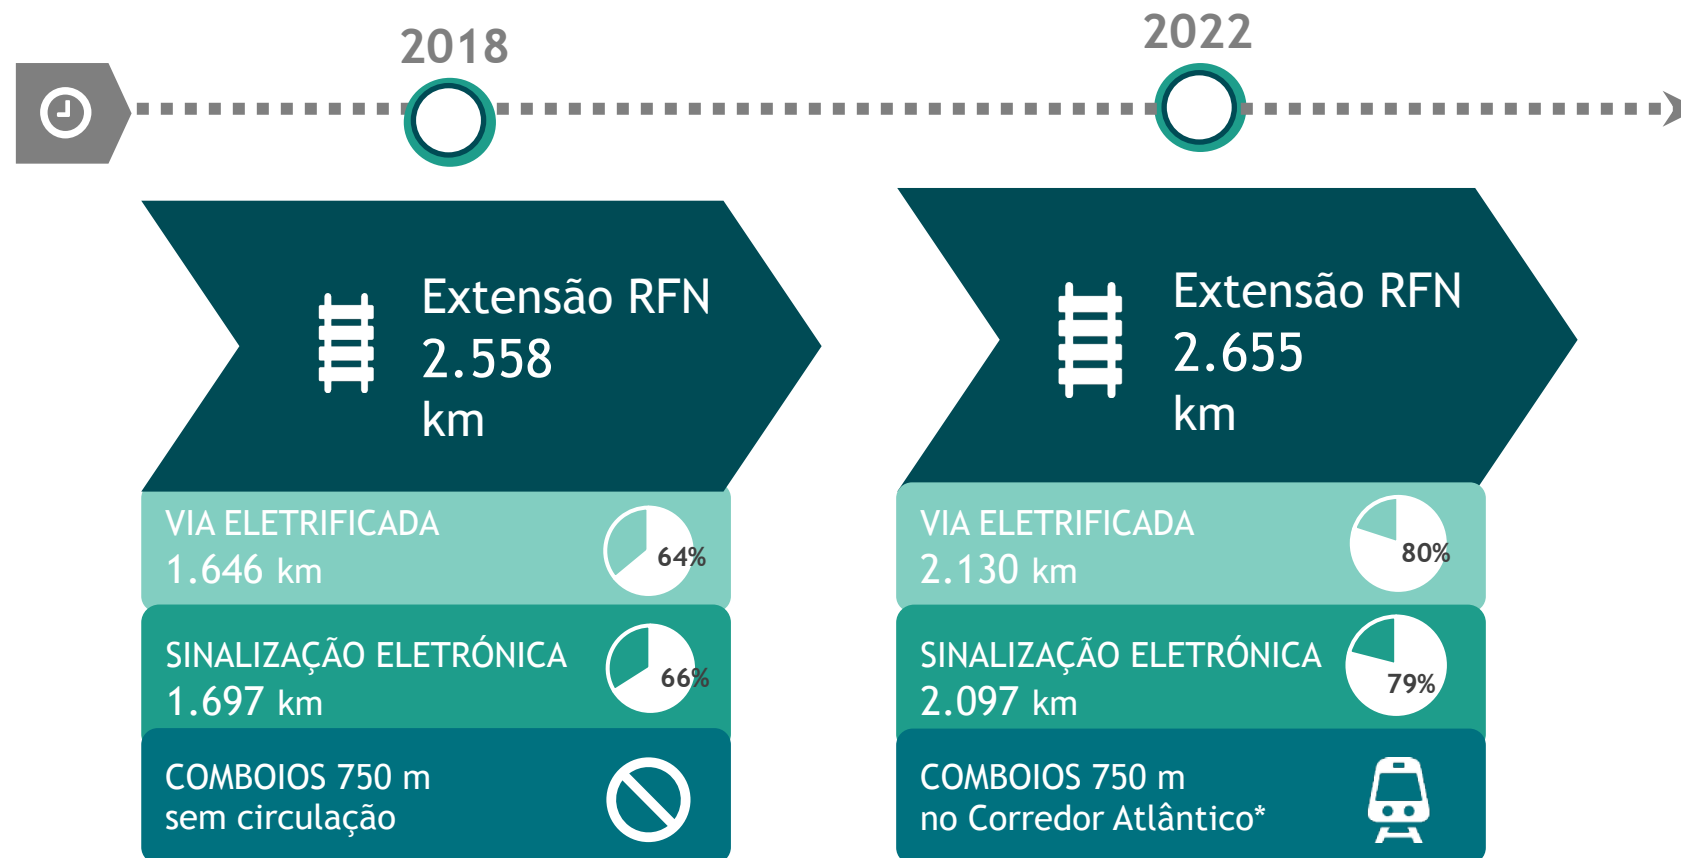 2018
2022
Extensão RFN
2.558
km
VIA ELETRIFICADA
1.646 km
64%
SINALIZAÇÃO ELETRÓNICA
1.697 km
66%
COMBOIOS 750 m
sem circulação
Extensão RFN
2.655
km
VIA ELETRIFICADA
2.130 km
80%
SINALIZAÇÃO ELETRÓNICA
2.097 km
79%
COMBOIOS 750 m
no Corredor Atlântico*